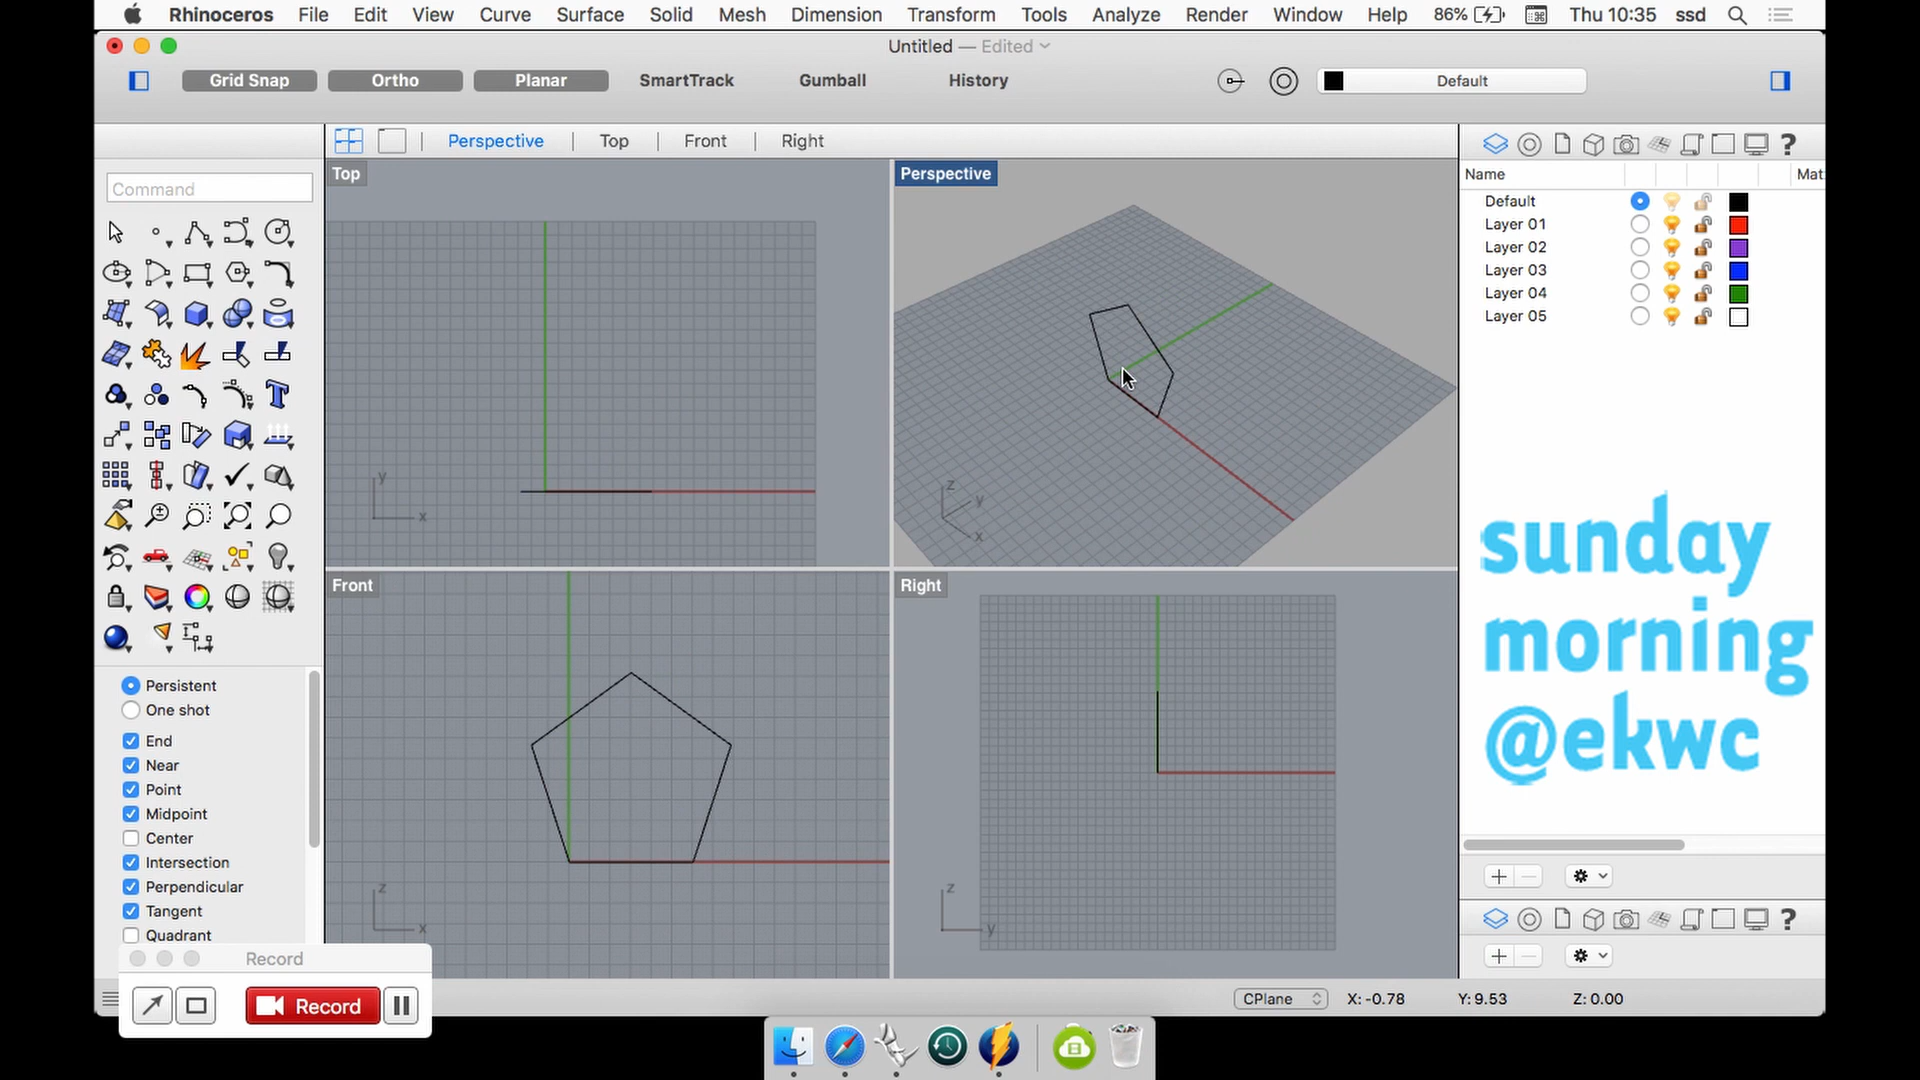 Rhinoceros File Edit View Curve Surface Solid Mesh Dimension Transform Tools Analyze Render Window Help 86% Thu 10:35 ssd
Untitled — Edited
Grid Snap Ortho Planar SmartTrack Gumball History Default
Perspective Top Front Right
Top
Perspective
Name Mat
Command
Default
Layer 01
Layer 02
Layer 03
Layer 04
Layer 05
y
x
z
y
x
sunday
morning
@ekwc
Front
Right
Persistent
One shot
End
Near
Point
Midpoint
Center
Intersection
Perpendicular
Tangent
Quadrant
z
x
z
y
Record
Record
CPlane X: -0.78 Y: 9.53 Z: 0.00